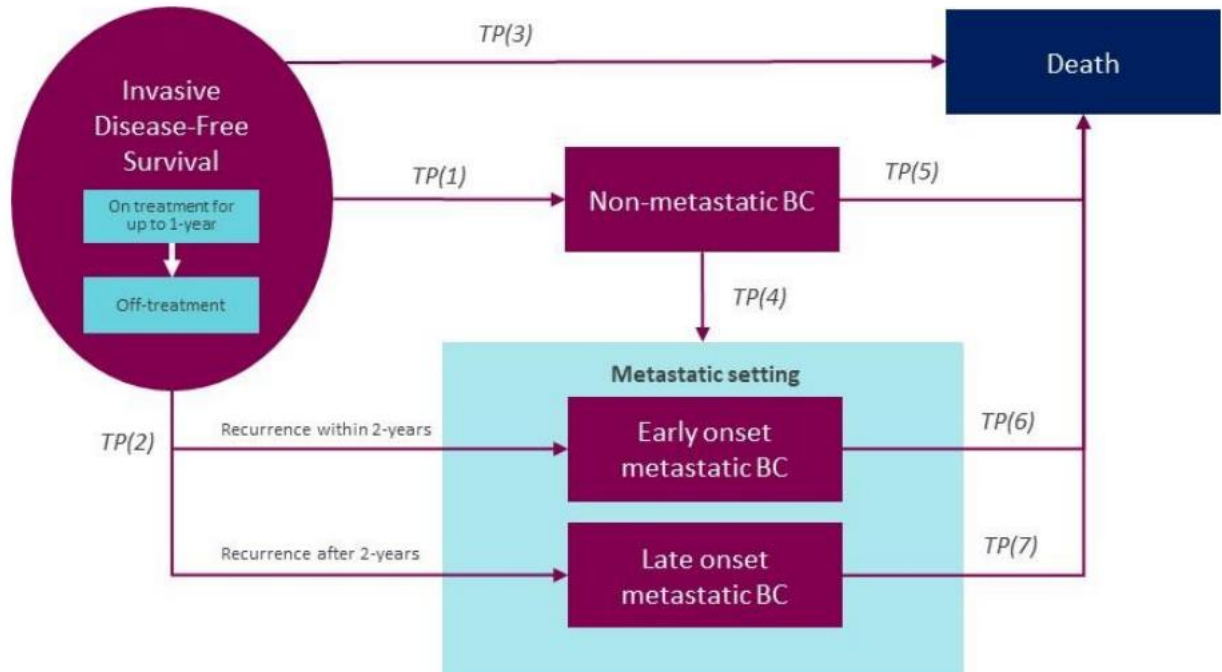 TP(3)
Death
Invasive
Disease-Free
Survival
TP(1)
Non-metastatic BC
TP(5)
On treatment for
up to 1-year
Off-treatment
TP(4)
Metastatic setting
TP(2)
Recurrence within 2-years
Early onset
metastatic BC
TP(6)
Recurrence after 2-years
Late onset
metastatic BC
TP(7)